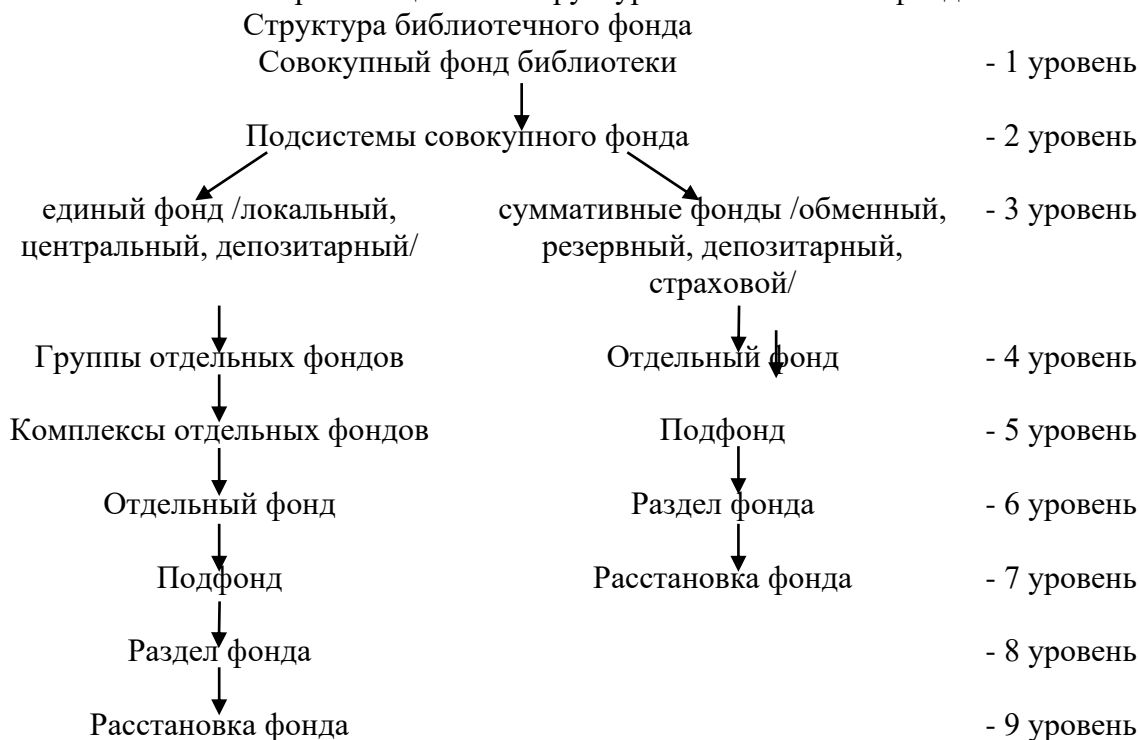 Структура библиотечного фонда
Совокупный фонд библиотеки - 1 уровень
Подсистемы совокупного фонда - 2 уровень
единый фонд /локальный, суммативные фонды /обменный, - 3 уровень
центральный, депозитарный/ резервный, депозитарный,
страховой/
Группы отдельных фондов Отдельный фонд - 4 уровень
Комплексы отдельных фондов Подфонд - 5 уровень
Отдельный фонд Раздел фонда - 6 уровень
Подфонд Расстановка фонда - 7 уровень
Раздел фонда - 8 уровень
Расстановка фонда - 9 уровень